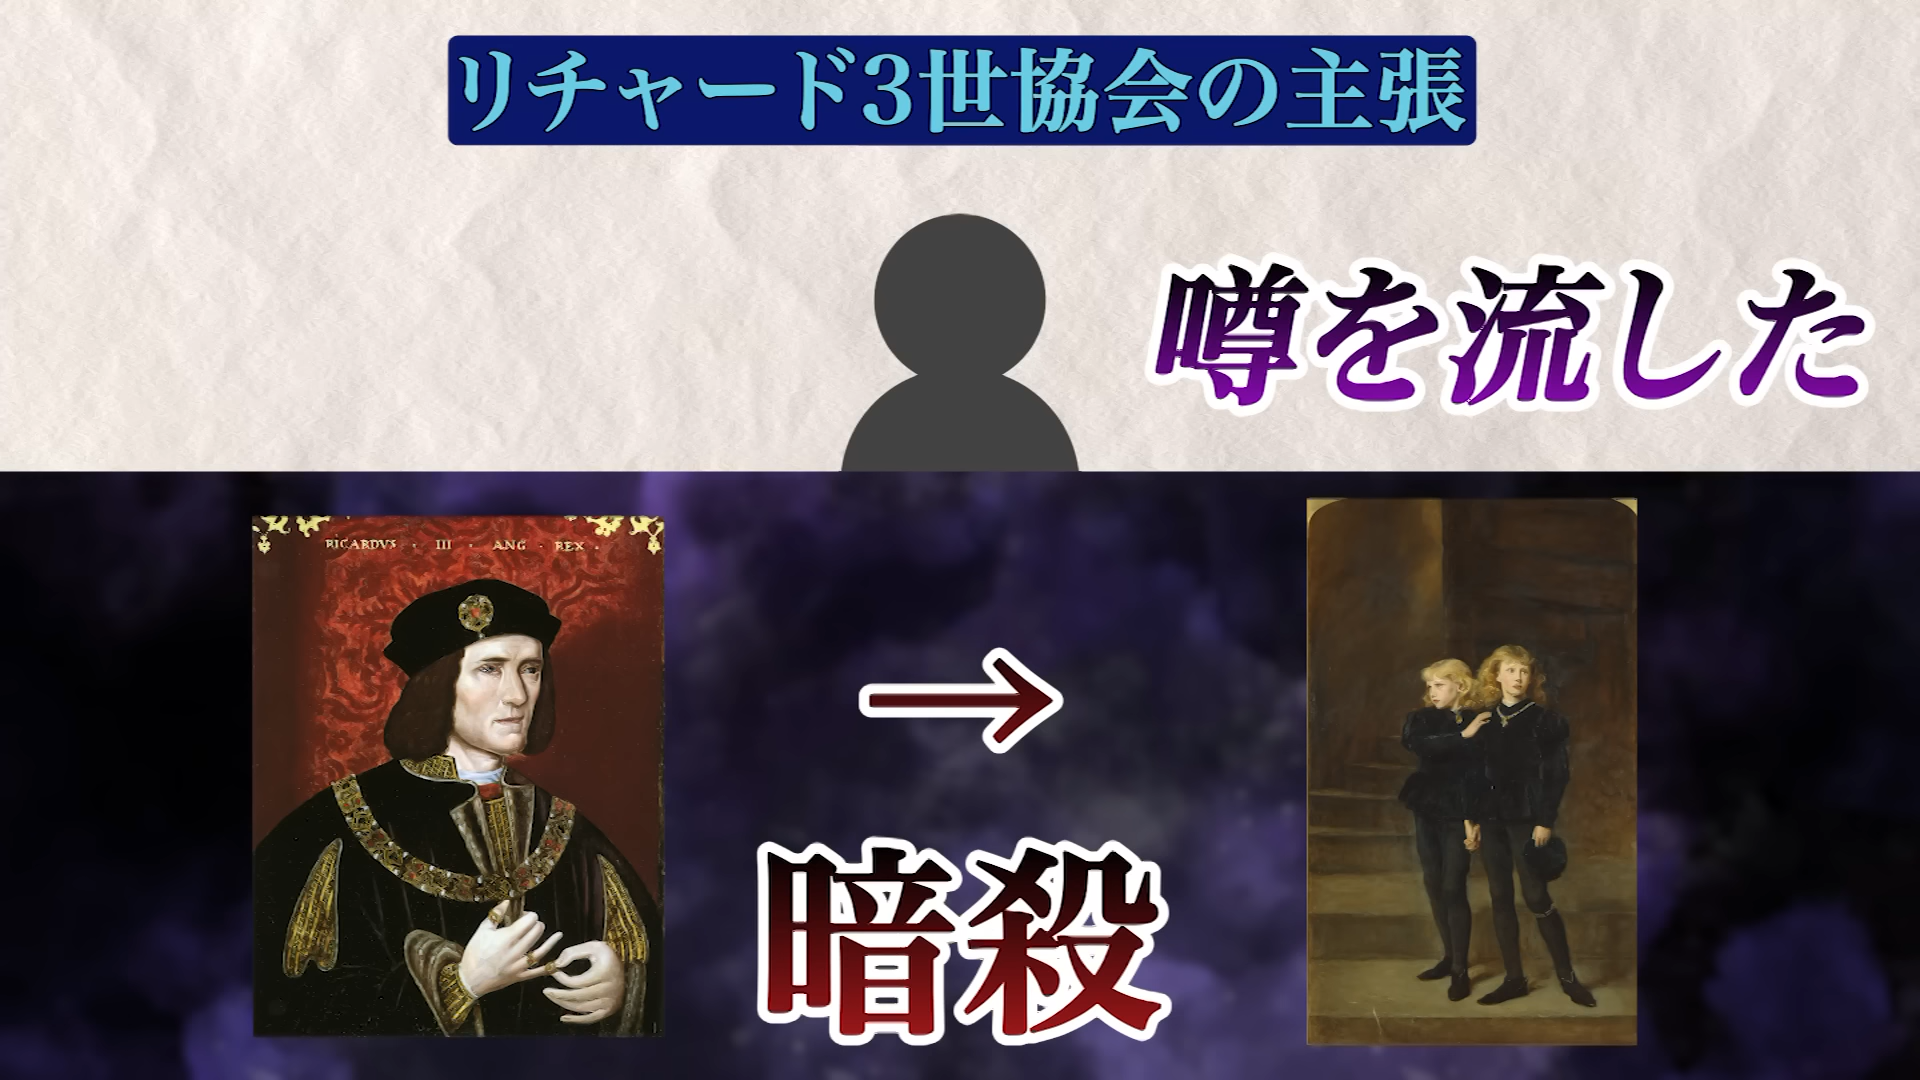 リチャード3世協会の主張
噂を流した
RICARDVS · III · ANG · REX ·
→
暗殺